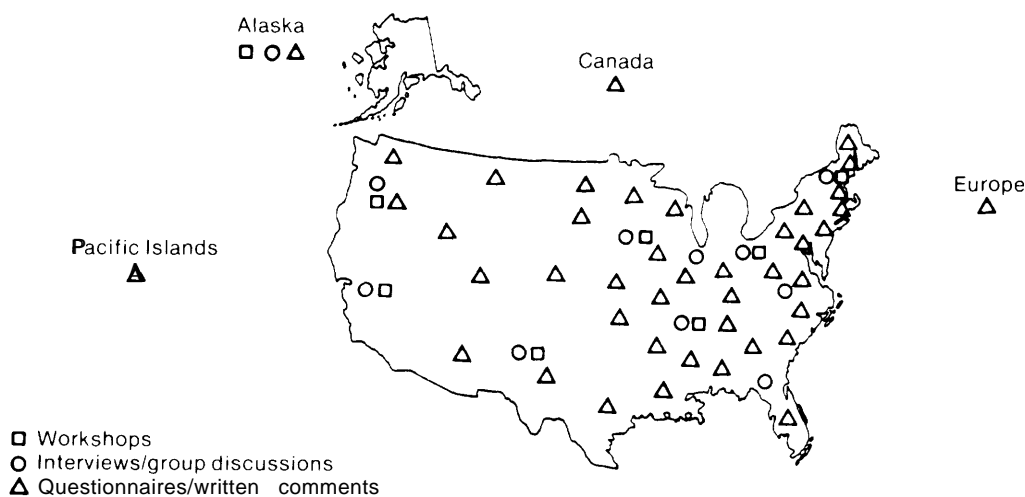 Alaska
Canada
Europe
Pacific Islands
Workshops
Interviews/group discussions
Questionnaires/written comments